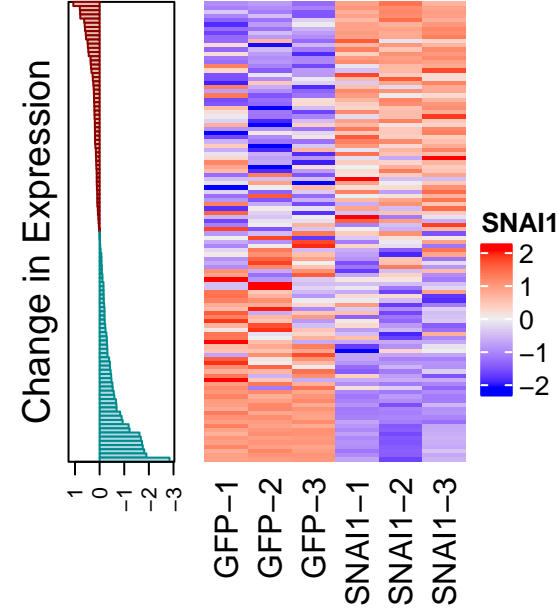 Change in Expression
1
0
−1
−2
−3
GFP−1
GFP−2
GFP−3
SNAI1−1
SNAI1−2
SNAI1−3
SNAI1
2
1
0
−1
−2